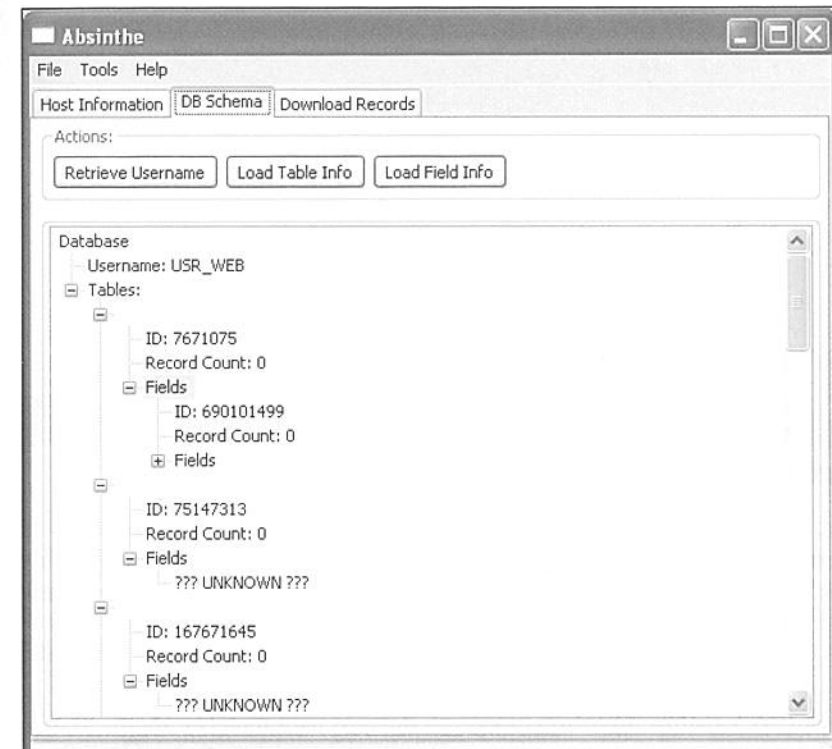 Absinthe
File Tools Help
Host Information DB Schema Download Records
Actions:
Retrieve Username Load Table Info Load Field Info
Database
Username: USR_WEB
Tables:
ID: 7671075
Record Count: 0
Fields
ID: 690101499
Record Count: 0
Fields
ID: 75147313
Record Count: 0
Fields
??? UNKNOWN ???
ID: 167671645
Record Count: 0
Fields
??? UNKNOWN ???